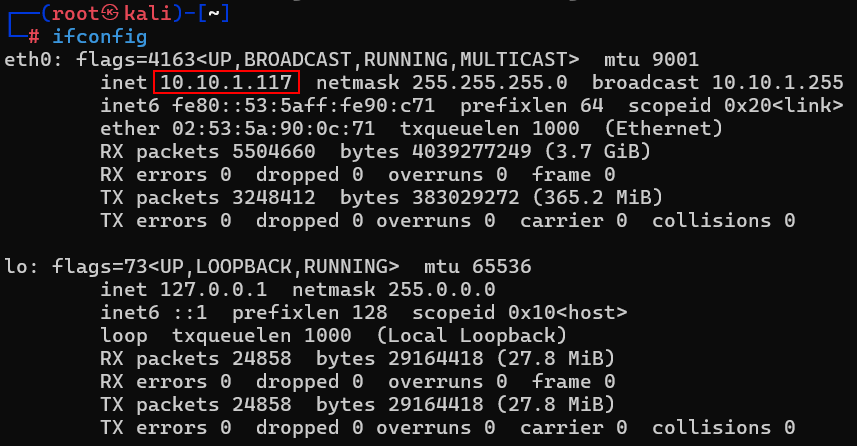 ┌──(root㉿kali)-[~]
└─# ifconfig
eth0: flags=4163<UP,BROADCAST,RUNNING,MULTICAST>  mtu 9001
        inet 10.10.1.117  netmask 255.255.255.0  broadcast 10.10.1.255
        inet6 fe80::53:5aff:fe90:c71  prefixlen 64  scopeid 0x20<link>
        ether 02:53:5a:90:0c:71  txqueuelen 1000  (Ethernet)
        RX packets 5504660  bytes 4039277249 (3.7 GiB)
        RX errors 0  dropped 0  overruns 0  frame 0
        TX packets 3248412  bytes 383029272 (365.2 MiB)
        TX errors 0  dropped 0 overruns 0  carrier 0  collisions 0

lo: flags=73<UP,LOOPBACK,RUNNING>  mtu 65536
        inet 127.0.0.1  netmask 255.0.0.0
        inet6 ::1  prefixlen 128  scopeid 0x10<host>
        loop  txqueuelen 1000  (Local Loopback)
        RX packets 24858  bytes 29164418 (27.8 MiB)
        RX errors 0  dropped 0  overruns 0  frame 0
        TX packets 24858  bytes 29164418 (27.8 MiB)
        TX errors 0  dropped 0 overruns 0  carrier 0  collisions 0